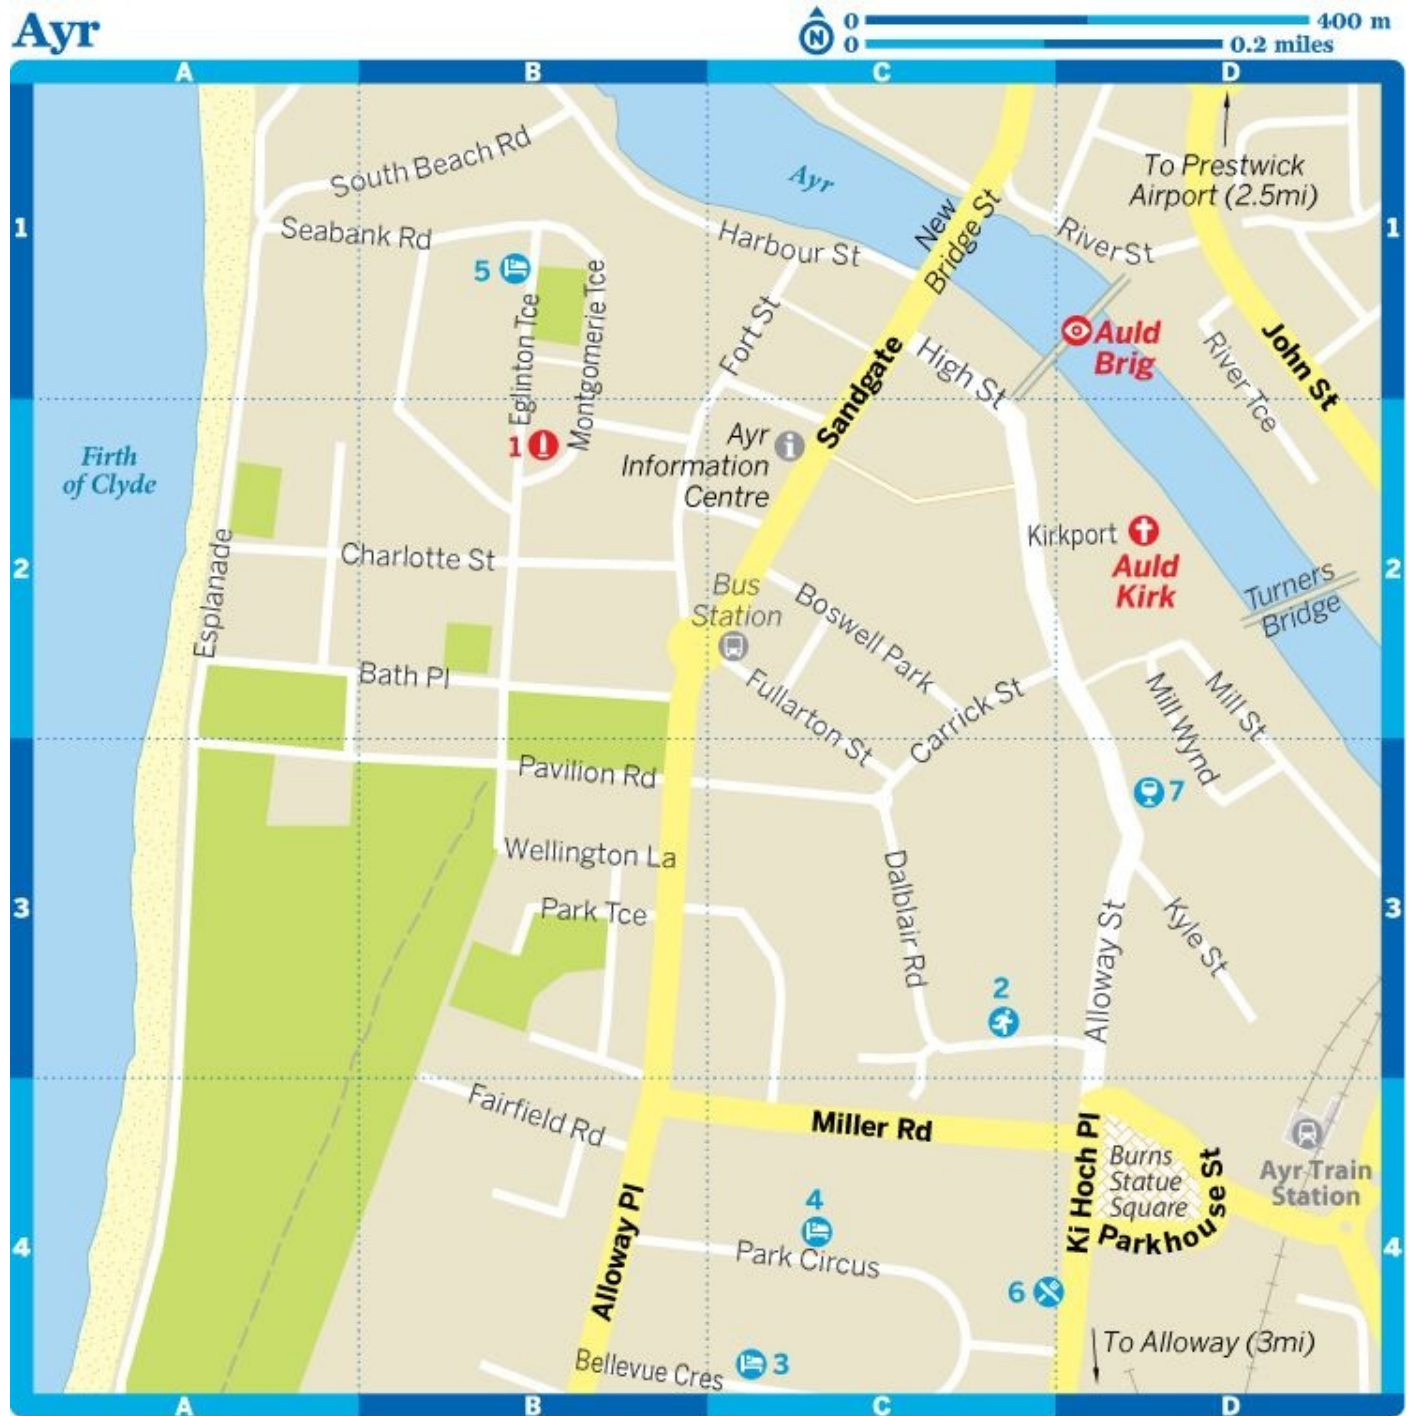 Ayr
N
0 400 m
0 0.2 miles
A B C D
1 1
South Beach Rd
Ayr
To Prestwick
Airport (2.5mi)
Seabank Rd
Harbour St
New
Bridge St
River St
5
Eglinton Tce
Montgomerie Tce
Fort St
Auld
Brig
High St
Sandgate
River Tce
John St
Firth
of Clyde
1
Ayr
Information
Centre
Kirkport
Auld
Kirk
2 2
Esplanade
Charlotte St
Bus
Station
Boswell Park
Turners
Bridge
Bath Pl
Fullarton St
Carrick St
Mill Wynd
Mill St
Pavilion Rd
7
Wellington La
Dalblair Rd
3 3
Park Tce
Alloway St
Kyle St
2
Fairfield Rd
Miller Rd
Ki Hoch Pl
Burns
Statue
Square
Parkhouse St
Ayr Train
Station
4
4 4
Alloway Pl
Park Circus
6
To Alloway (3mi)
Bellevue Cres
3
A B C D